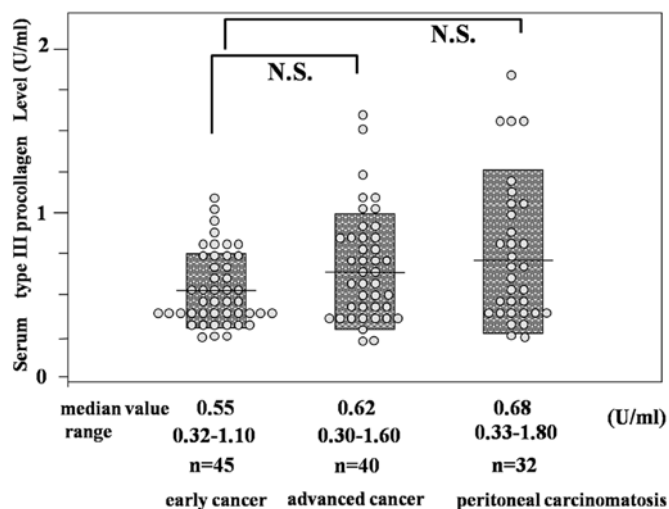 Serum type III procollagen Level (U/ml)
2
1
0
N.S.
N.S.
median value 0.55 0.62 0.68 (U/ml)
range 0.32-1.10 0.30-1.60 0.33-1.80
n=45 n=40 n=32
early cancer advanced cancer peritoneal carcinomatosis